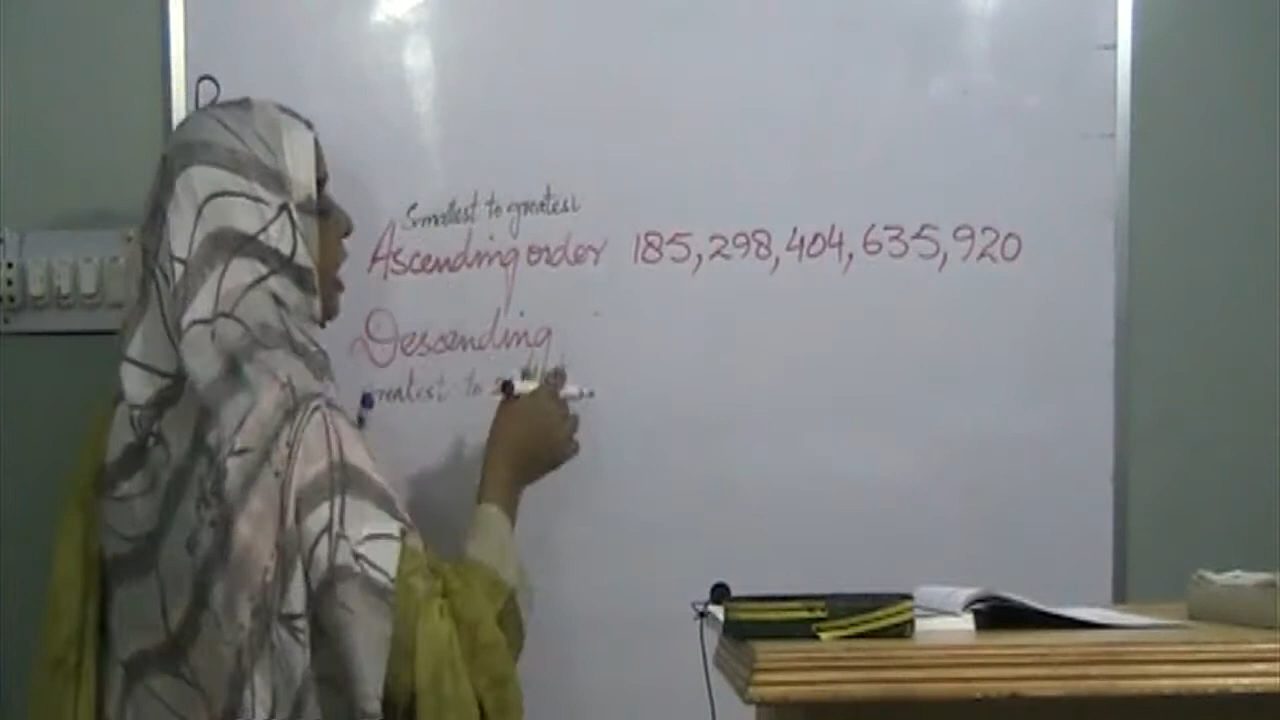 Smallest to greatest
Ascending order 185,298,404,635,920
Descending
greatest to